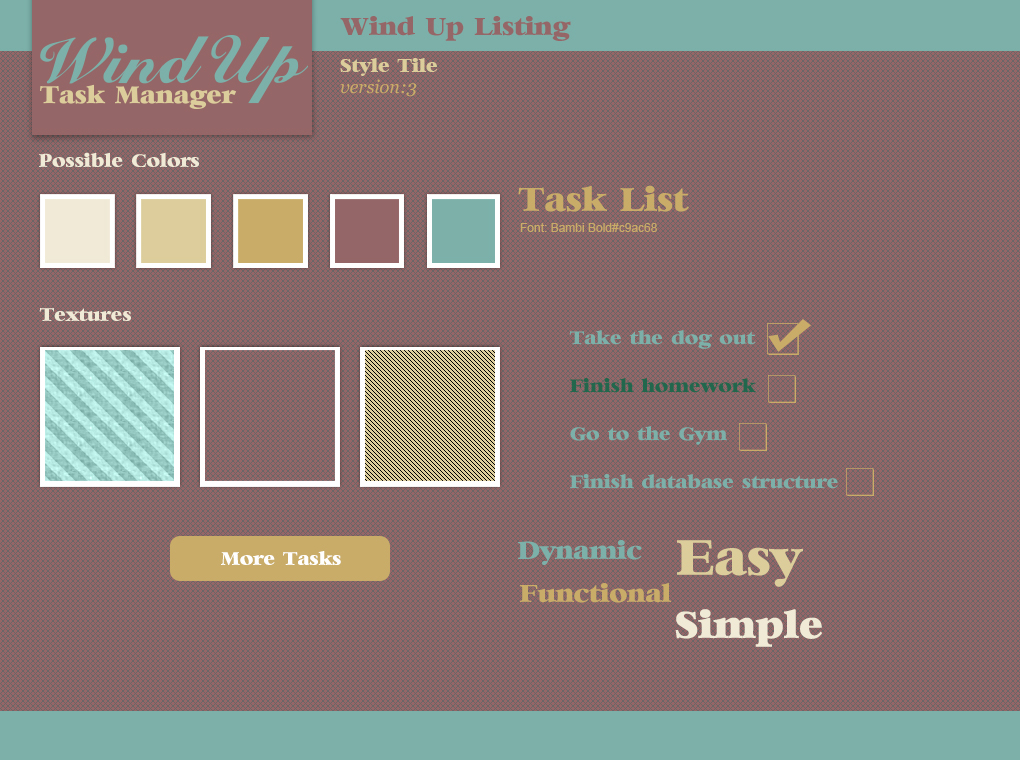 Wind Up
Task Manager
Wind Up Listing
Style Tile
version:3
Possible Colors
Task List
Font: Bambi Bold#c9ac68
Textures
Take the dog out
Finish homework
Go to the Gym
Finish database structure
More Tasks
Dynamic
Easy
Functional
Simple